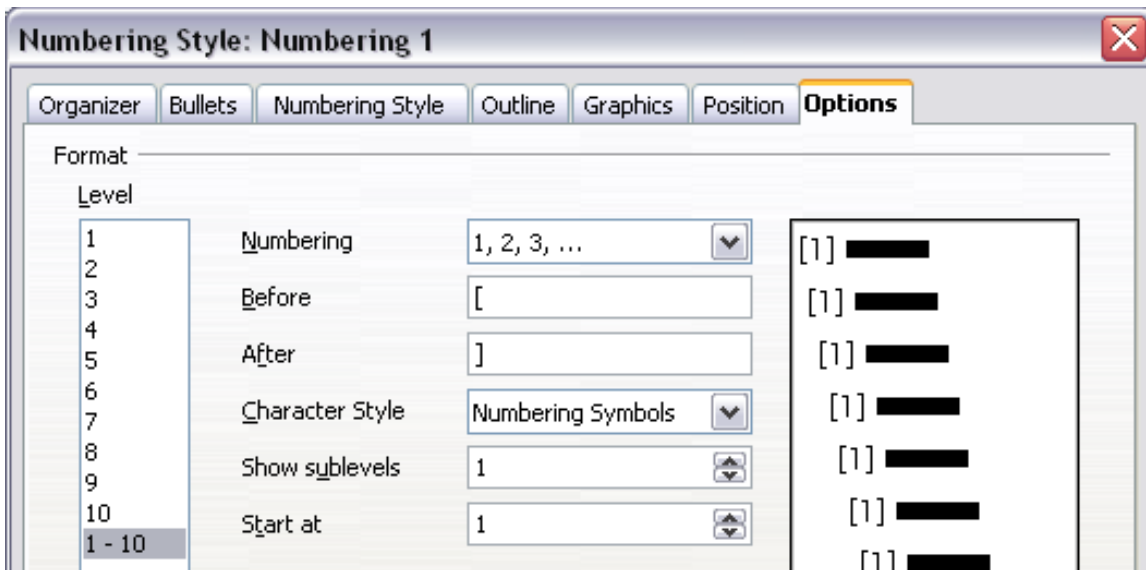 Numbering Style: Numbering 1
Organizer Bullets Numbering Style Outline Graphics Position Options
Format
Level
1
2
3
4
5
6
7
8
9
10
1 - 10
Numbering 1, 2, 3, ...
Before [
After ]
Character Style Numbering Symbols
Show sublevels 1
Start at 1
[1]
[1]
[1]
[1]
[1]
[1]
[1]